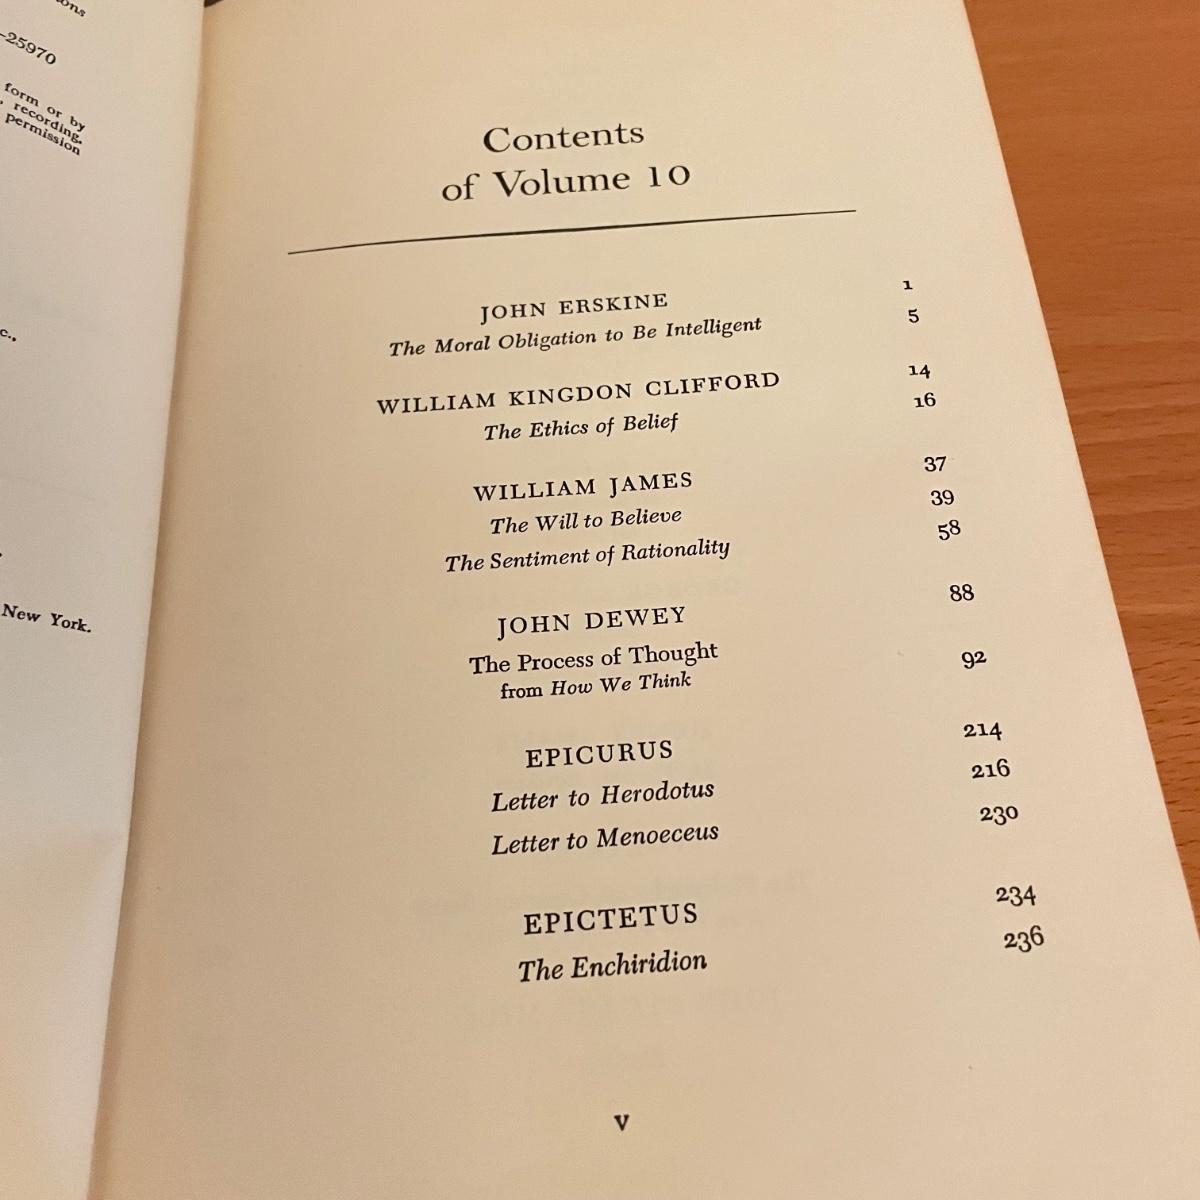 ons
-25970
form or by
recording,
permission
c.,
New York.
Contents
of Volume 10
JOHN ERSKINE 1
The Moral Obligation to Be Intelligent 5
WILLIAM KINGDON CLIFFORD 14
The Ethics of Belief 16
WILLIAM JAMES 37
The Will to Believe 39
The Sentiment of Rationality 58
JOHN DEWEY 88
The Process of Thought
from How We Think 92
EPICURUS 214
Letter to Herodotus 216
Letter to Menoeceus 230
EPICTETUS 234
The Enchiridion 236
v